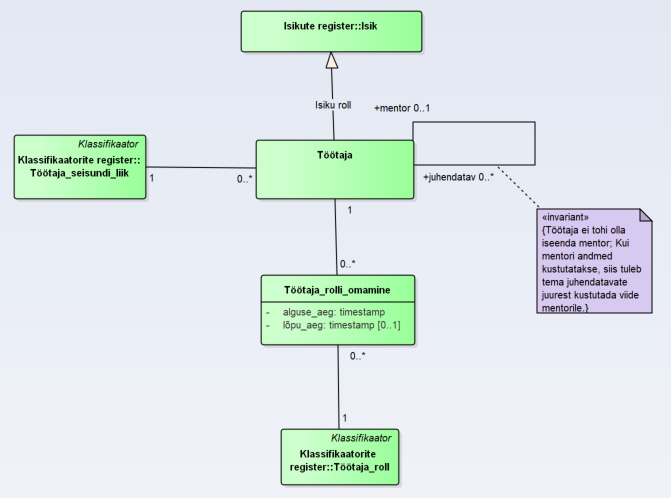 Isikute register::Isik
Isiku roll
+mentor 0..1
Klassifikaator
Klassifikaatorite register::
Töötaja_seisundi_liik
1
0..*
Töötaja
+juhendatav 0..*
1
«invariant»
{Töötaja ei tohi olla
iseenda mentor; Kui
mentori andmed
kustutatakse, siis tuleb
tema juhendatavate
juurest kustutada viide
mentorile.}
0..*
Töötaja_rolli_omamine
- alguse_aeg: timestamp
- lõpu_aeg: timestamp [0..1]
0..*
1
Klassifikaator
Klassifikaatorite
register::Töötaja_roll